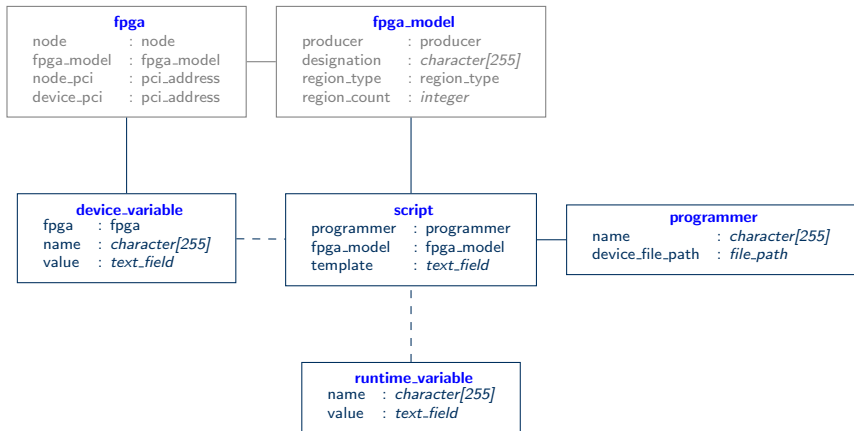 fpga
node : node
fpga_model : fpga_model
node_pci : pci_address
device_pci : pci_address
fpga_model
producer : producer
designation : character[255]
region_type : region_type
region_count : integer
device_variable
fpga : fpga
name : character[255]
value : text_field
script
programmer : programmer
fpga_model : fpga_model
template : text_field
programmer
name : character[255]
device_file_path : file_path
runtime_variable
name : character[255]
value : text_field